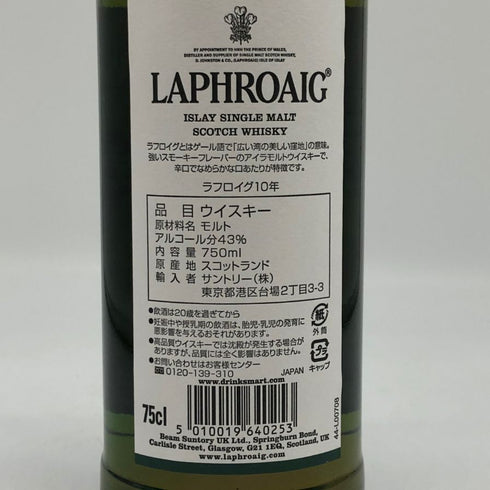 BY APPOINTMENT TO HRH THE PRINCE OF WALES,
DISTILLER AND SUPPLIER OF SINGLE MALT SCOTCH WHISKY,
D. JOHNSTON & CO., (LAPHROAIG) ISLE OF ISLAY
LAPHROAIG®
ISLAY SINGLE MALT
SCOTCH WHISKY
ラフロイグとはゲール語で「広い湾の美しい窪地」の意味。
強いスモーキーフレーバーのアイラモルトウイスキーで、
辛口でなめらかな口あたりが特徴です。
ラフロイグ10年
品 目 ウイスキー
原材料名 モルト
アルコール分43%
内 容 量 750ml
原 産 地 スコットランド
輸 入 者 サントリー(株)
東京都港区台場2丁目3-3
●飲酒は20歳を過ぎてから
●妊娠中や授乳期の飲酒は、胎児・乳児の発育に
悪影響を与えるおそれがあります。
●高品質ウイスキーでは沈殿が発生する場合が
ありますが、品質には全く影響はありません。
●お問い合わせはお客様センター
0120-139-310
紙
外筒
プラ
キャップ
JAPAN
www.drinksmart.com
75cl
5 010019 640253
44-L00708
Beam Suntory UK Ltd., Springburn Bond,
Carlisle Street, Glasgow, G21 1EQ, Scotland, UK
www.laphroaig.com